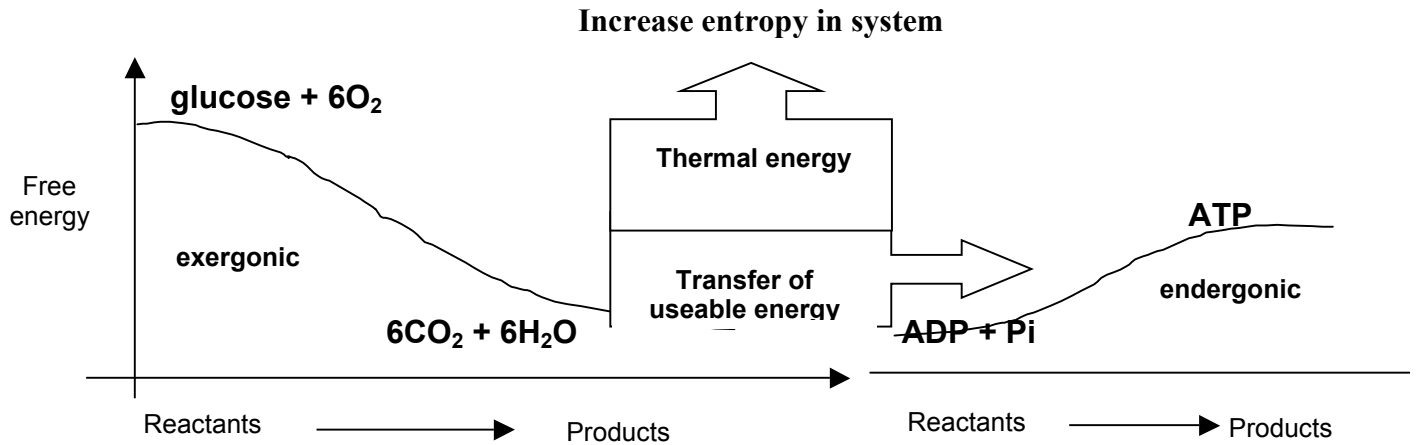 Increase entropy in system
glucose + 6O₂
Thermal energy
Free
energy
ATP
exergonic
Transfer of
useable energy
endergonic
6CO₂ + 6H₂O
ADP + Pi
Reactants
Products
Reactants
Products